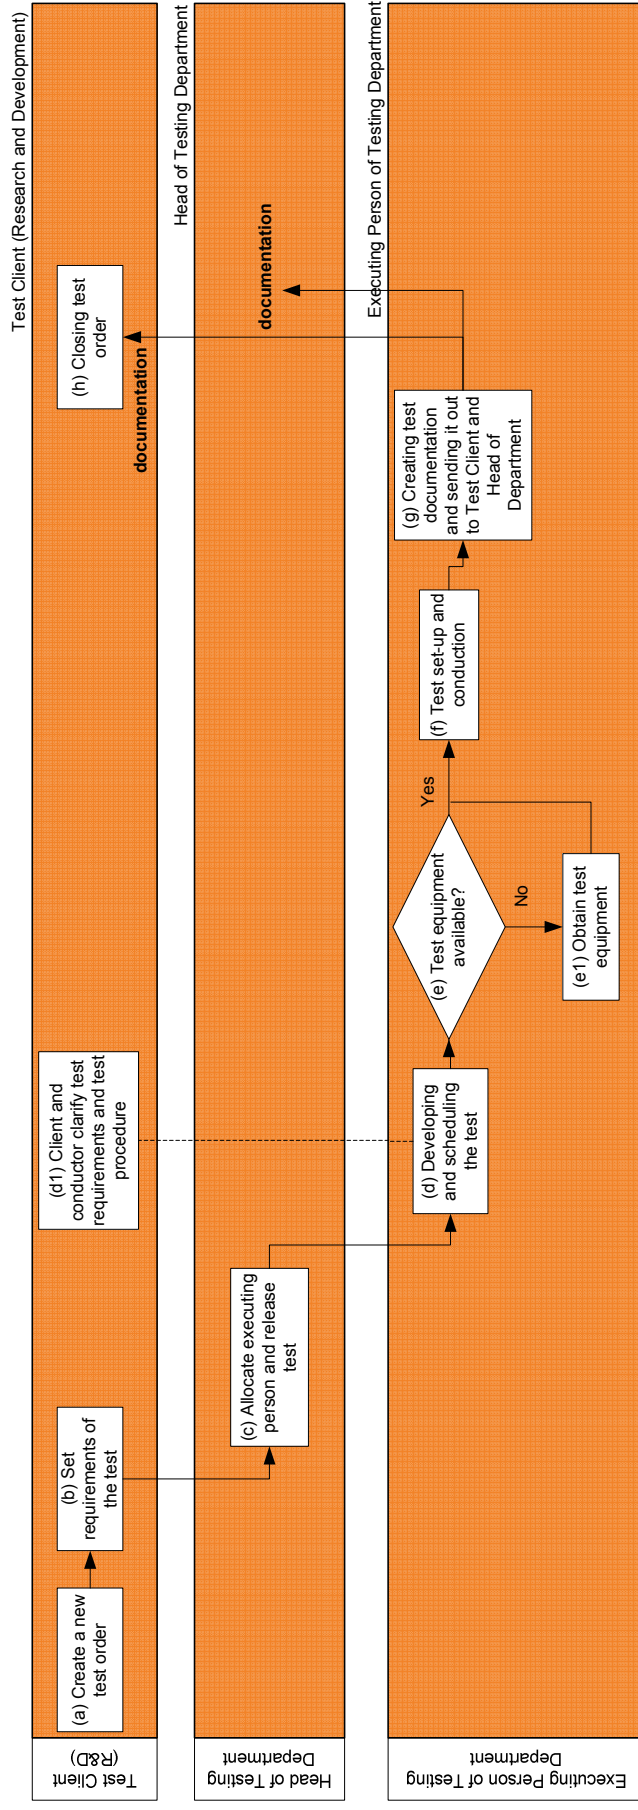 Test Client (Research and Development)
Test Client
(R&D)
(a) Create a new
test order
(b) Set
requirements of
the test
(d1) Client and
conductor clarify test
requirements and test
procedure
(h) Closing test
order
documentation
Head of Testing Department
Head of Testing
Department
(c) Allocate executing
person and release
test
documentation
Executing Person of Testing Department
Executing Person of Testing
Department
(d) Developing
and scheduling
the test
(e) Test equipment
available?
Yes
No
(e1) Obtain test
equipment
(f) Test set-up and
conduction
(g) Creating test
documentation
and sending it out
to Test Client and
Head of
Department